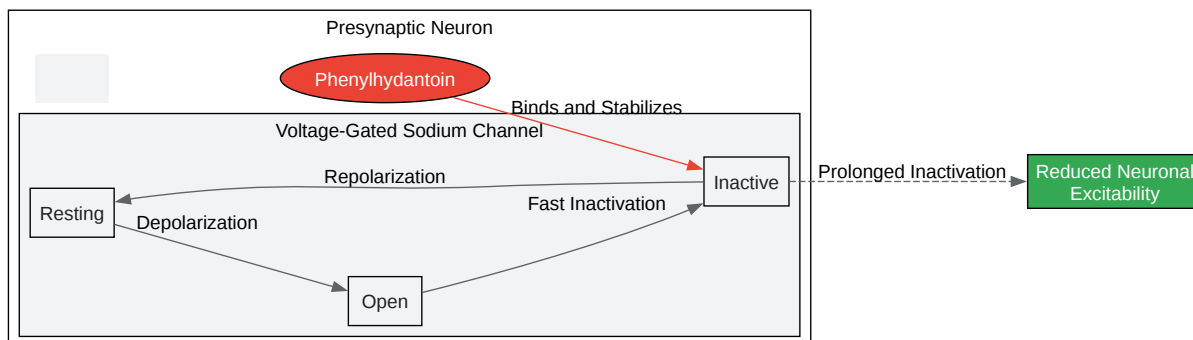 Presynaptic Neuron
Phenylhydantoin
Binds and Stabilizes
Voltage-Gated Sodium Channel
Repolarization
Inactive
Prolonged Inactivation
Reduced Neuronal
Excitability
Resting
Depolarization
Fast Inactivation
Open